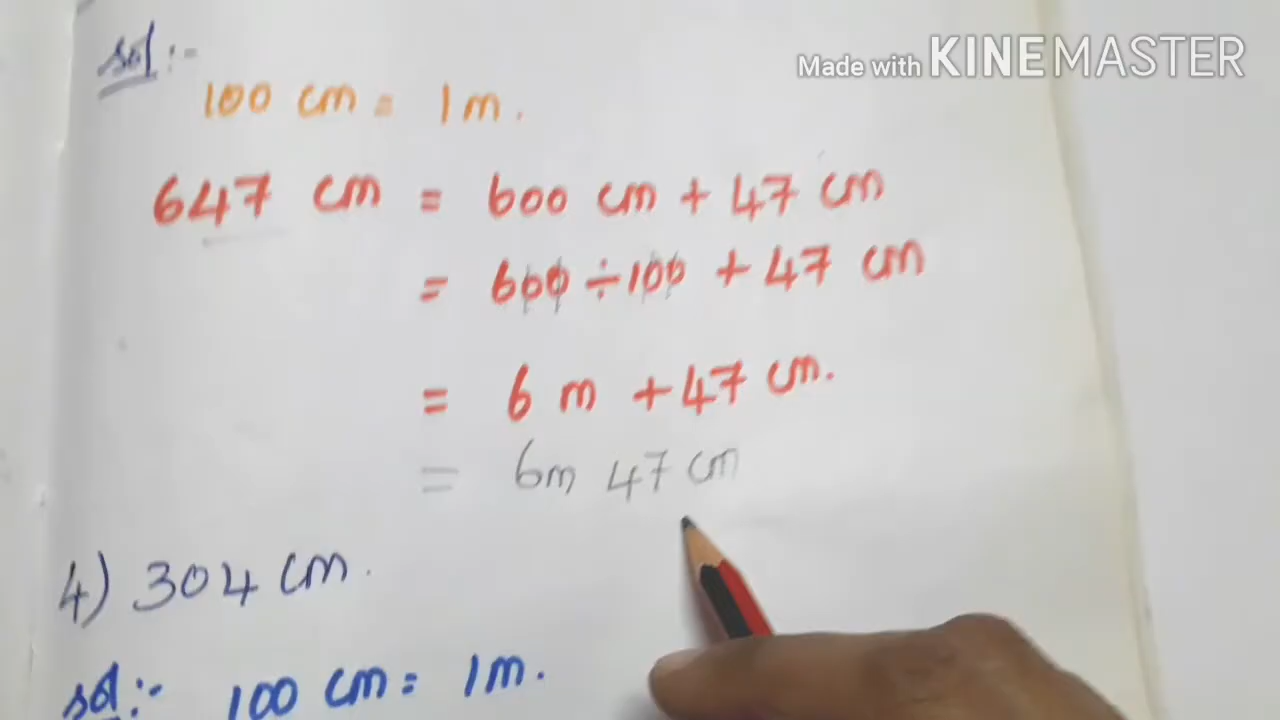 Made with KINEMASTER
sol :-
100 cm = 1 m.
647 cm = 600 cm + 47 cm
= 600 ÷ 100 + 47 cm
= 6 m + 47 cm.
= 6m 47 cm
4) 304 cm.
sol :- 100 cm = 1 m.